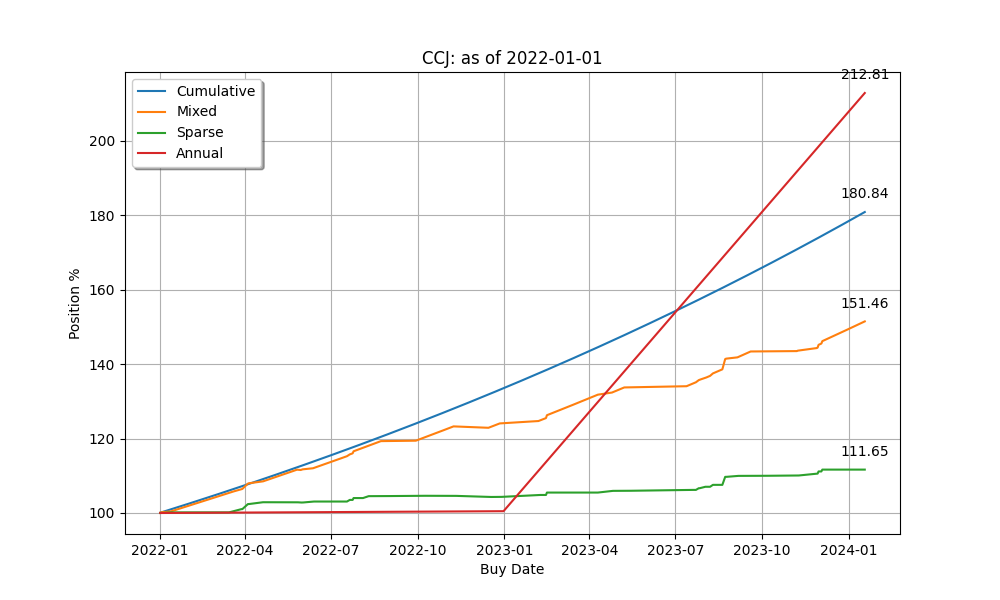 CCJ: as of 2022-01-01
Cumulative
Mixed
Sparse
Annual
212.81
180.84
151.46
111.65
200
180
160
140
120
100
Position %
2022-01 2022-04 2022-07 2022-10 2023-01 2023-04 2023-07 2023-10 2024-01
Buy Date